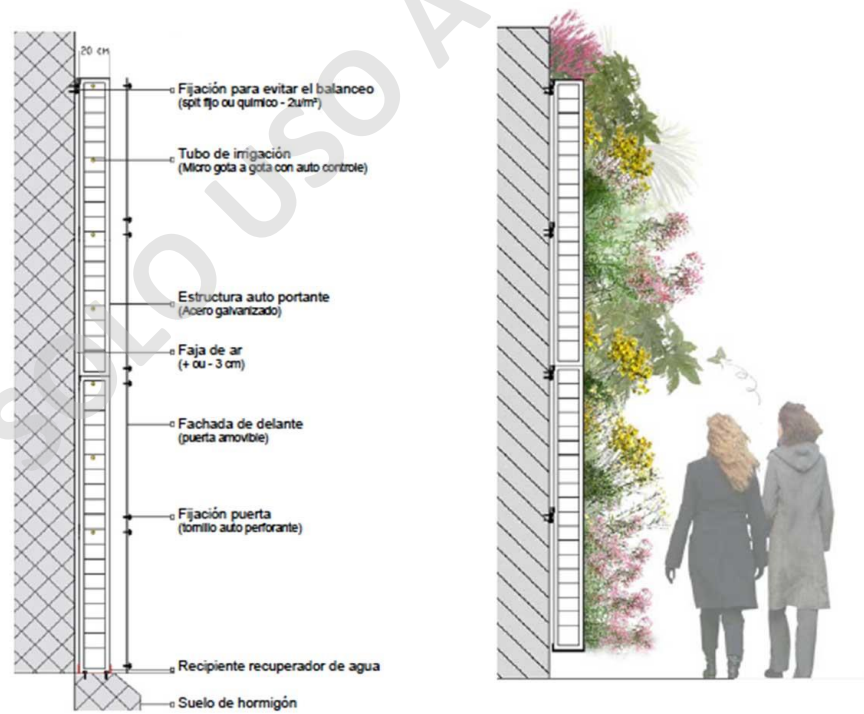 SOLO USO A
20 cm
Fijación para evitar el balanceo
(spit fijo ou quimico - 2u/m²)
Tubo de irrigación
(Micro gota a gota con auto controle)
Estructura auto portante
(Acero galvanizado)
Faja de ar
(+ ou - 3 cm)
Fachada de delante
(puerta amovible)
Fijación puerta
(tornillo auto perforante)
Recipiente recuperador de agua
Suelo de hormigón